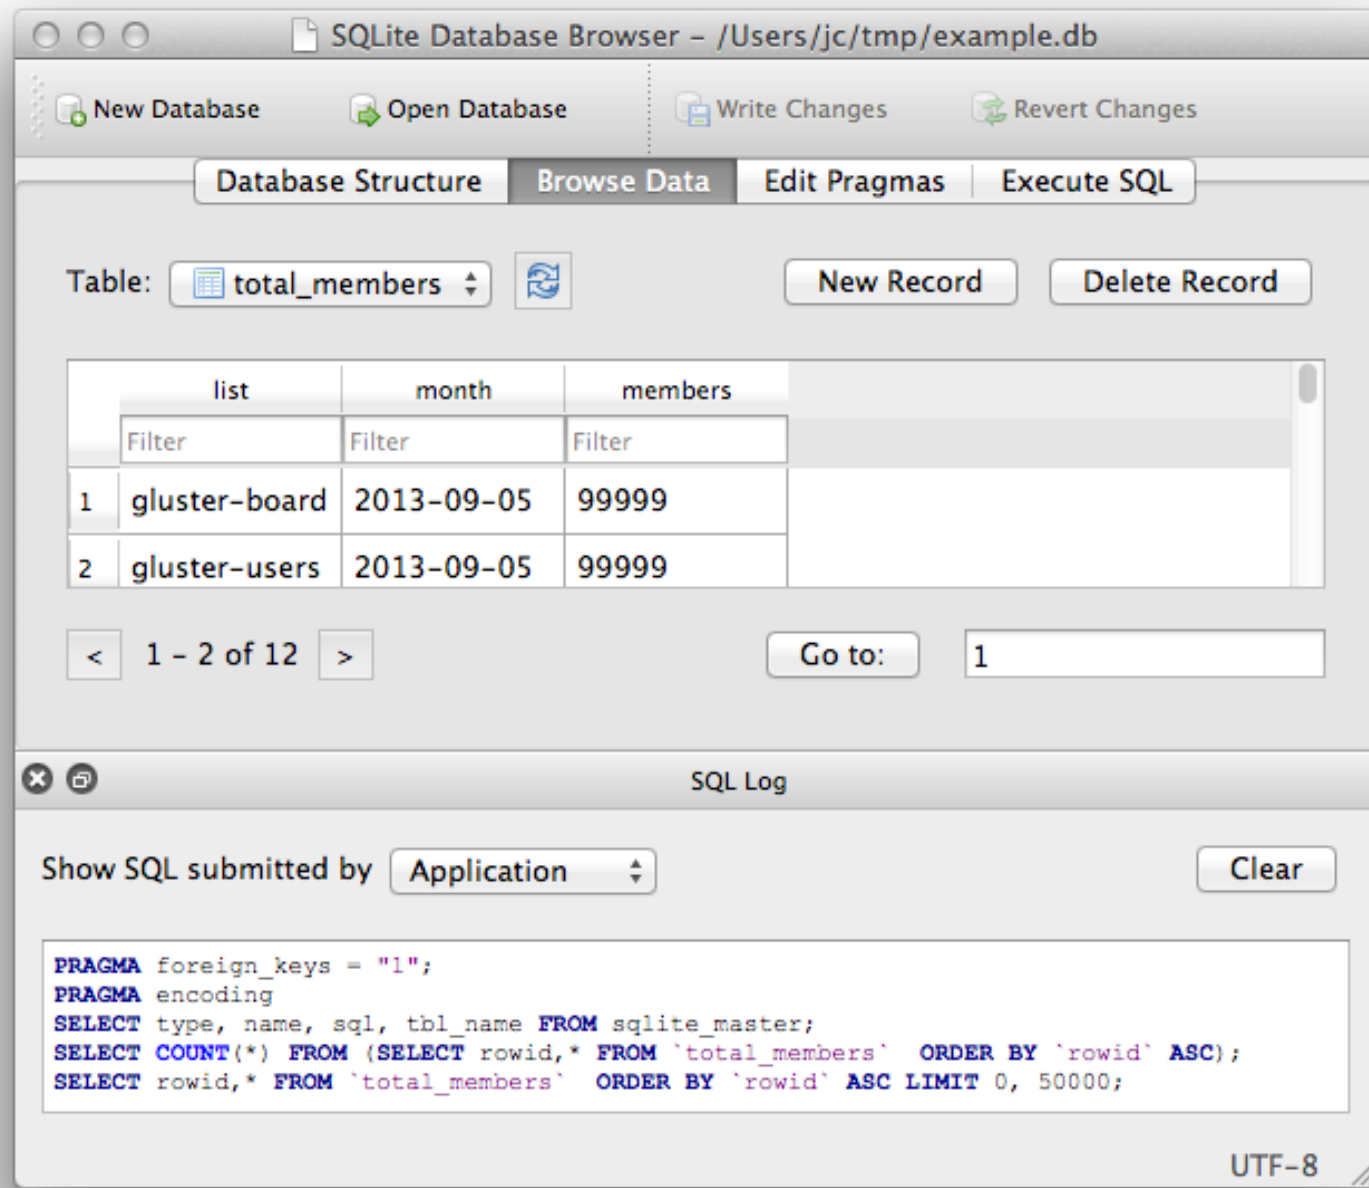 SQLite Database Browser – /Users/jc/tmp/example.db
New Database Open Database Write Changes Revert Changes
Database Structure Browse Data Edit Pragmas Execute SQL
Table: total_members New Record Delete Record
list month members
Filter Filter Filter
1 gluster-board 2013-09-05 99999
2 gluster-users 2013-09-05 99999
< 1 – 2 of 12 > Go to: 1
SQL Log
Show SQL submitted by Application Clear
PRAGMA foreign_keys = "1";
PRAGMA encoding
SELECT type, name, sql, tbl_name FROM sqlite_master;
SELECT COUNT(*) FROM (SELECT rowid,* FROM `total_members`  ORDER BY `rowid` ASC);
SELECT rowid,* FROM `total_members`  ORDER BY `rowid` ASC LIMIT 0, 50000;
UTF-8